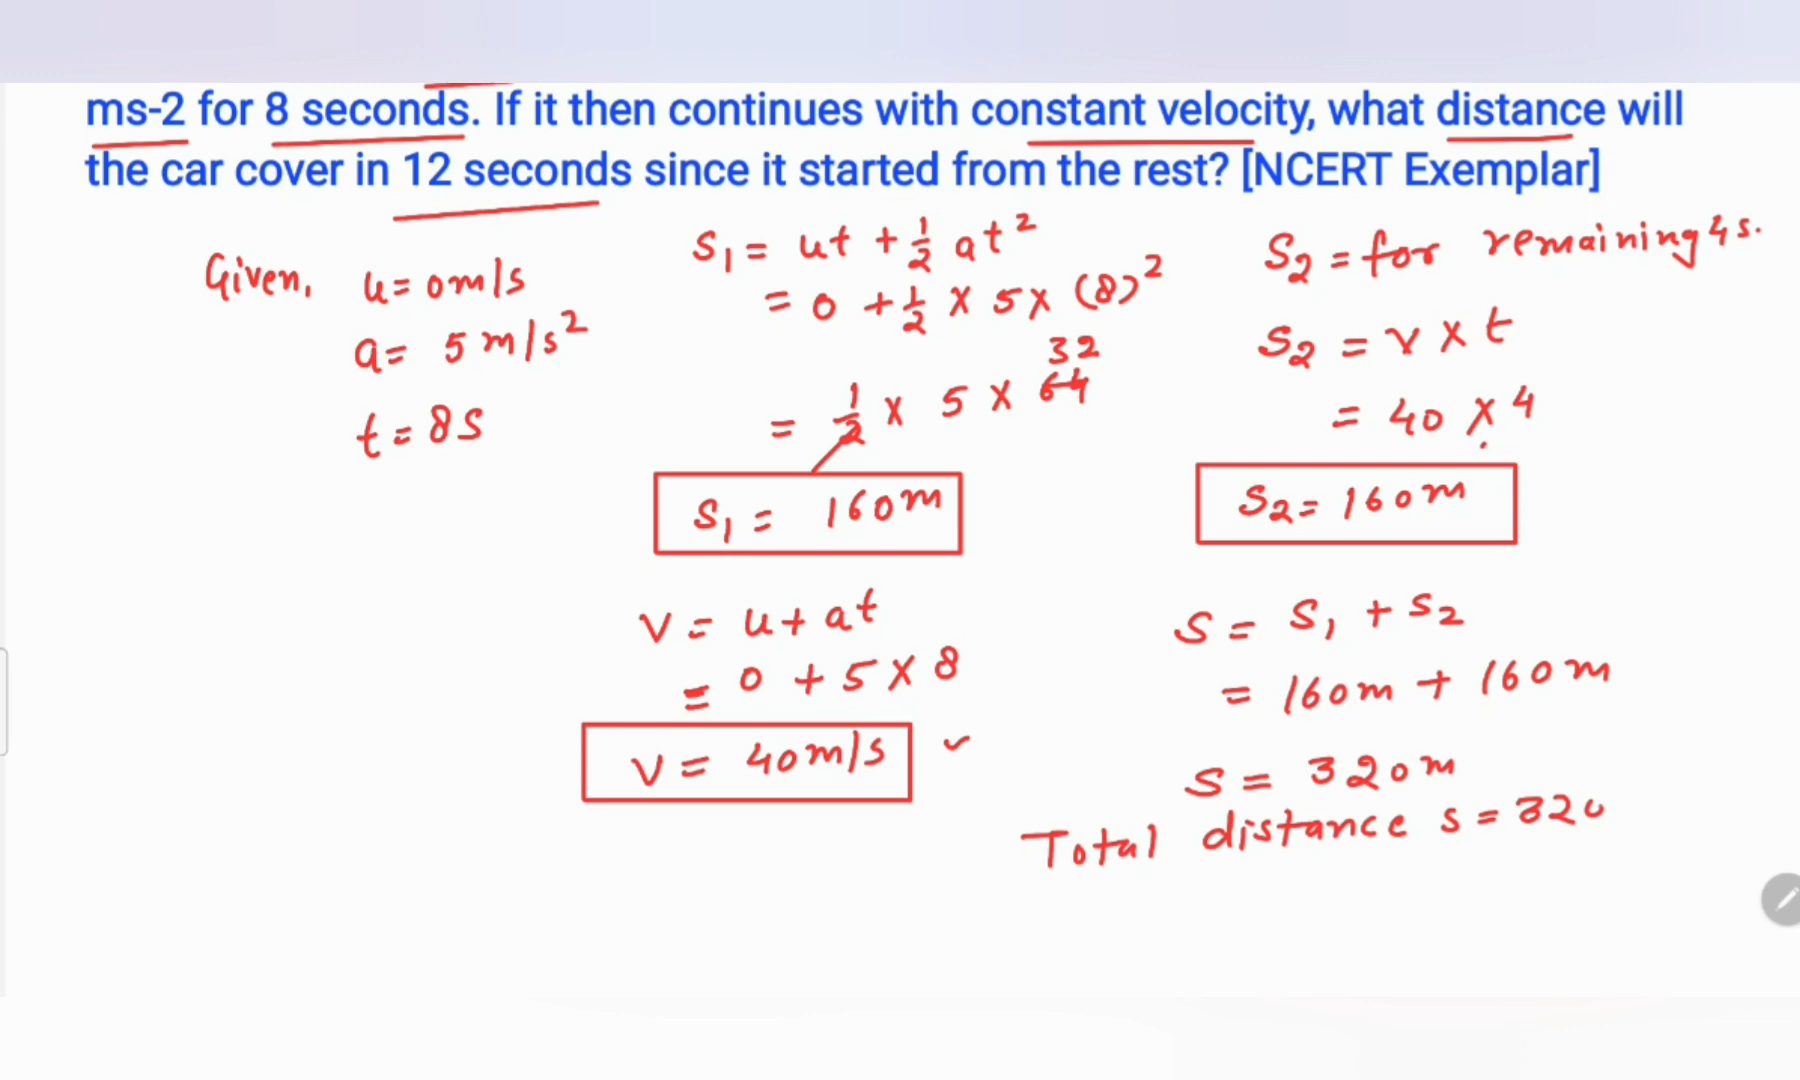 ms-2 for 8 seconds. If it then continues with constant velocity, what distance will
the car cover in 12 seconds since it started from the rest? [NCERT Exemplar]
Given, u = 0m/s
a = 5 m/s²
t = 8s
S₁ = ut + 1/2 at²
= 0 + 1/2 × 5 × (8)²
32
= 1/2 × 5 × 64
S₁ = 160m
v = u + at
= 0 + 5 × 8
v = 40m/s ✓
S₂ = for remaining 4s.
S₂ = v × t
= 40 × 4
S₂ = 160m
S = S₁ + S₂
= 160m + 160m
S = 320m
Total distance s = 320